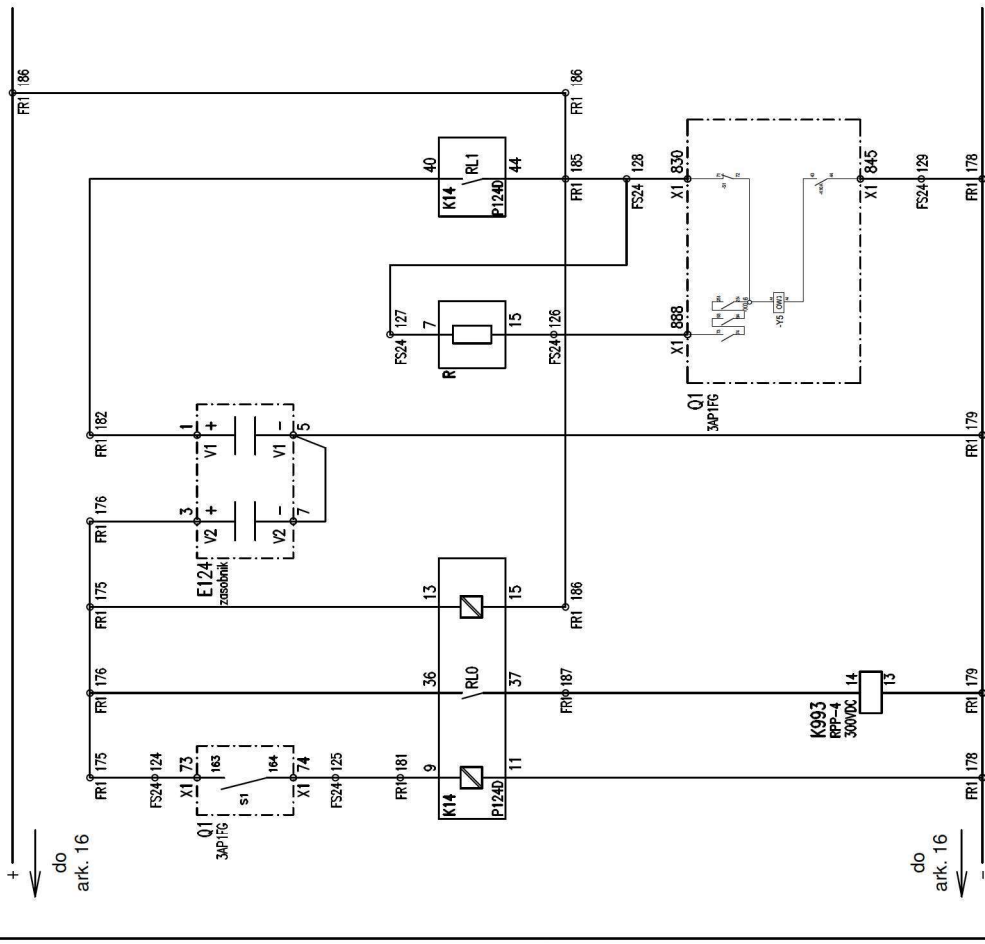 +
do
ark. 16
FR1 186
FR1 175
FR1 176
FR1 175
FR1 176
FR1 182
FS24 124
X1 73
163
S1
164
Q1
3AP1FG
X1 74
FS24 125
FR1 181
E124
zasobnik
3 +
V2
1 +
V1
V2 -
7
V1 -
5
FS24 127
7
R
15
FS24 126
40
K14
RL1
P124D
44
FR1 186
FR1 185
FS24 128
9
K14
11
P124D
36
RL0
37
13
15
FR1 186
FR1 187
X1 888
X1 830
Q1
3AP1FG
-S1
-Y5
X1 845
FS24 129
K993
RPP-4
300VDC
14
13
do
ark. 16
-
FR1 178
FR1 179
FR1 179
FR1 178